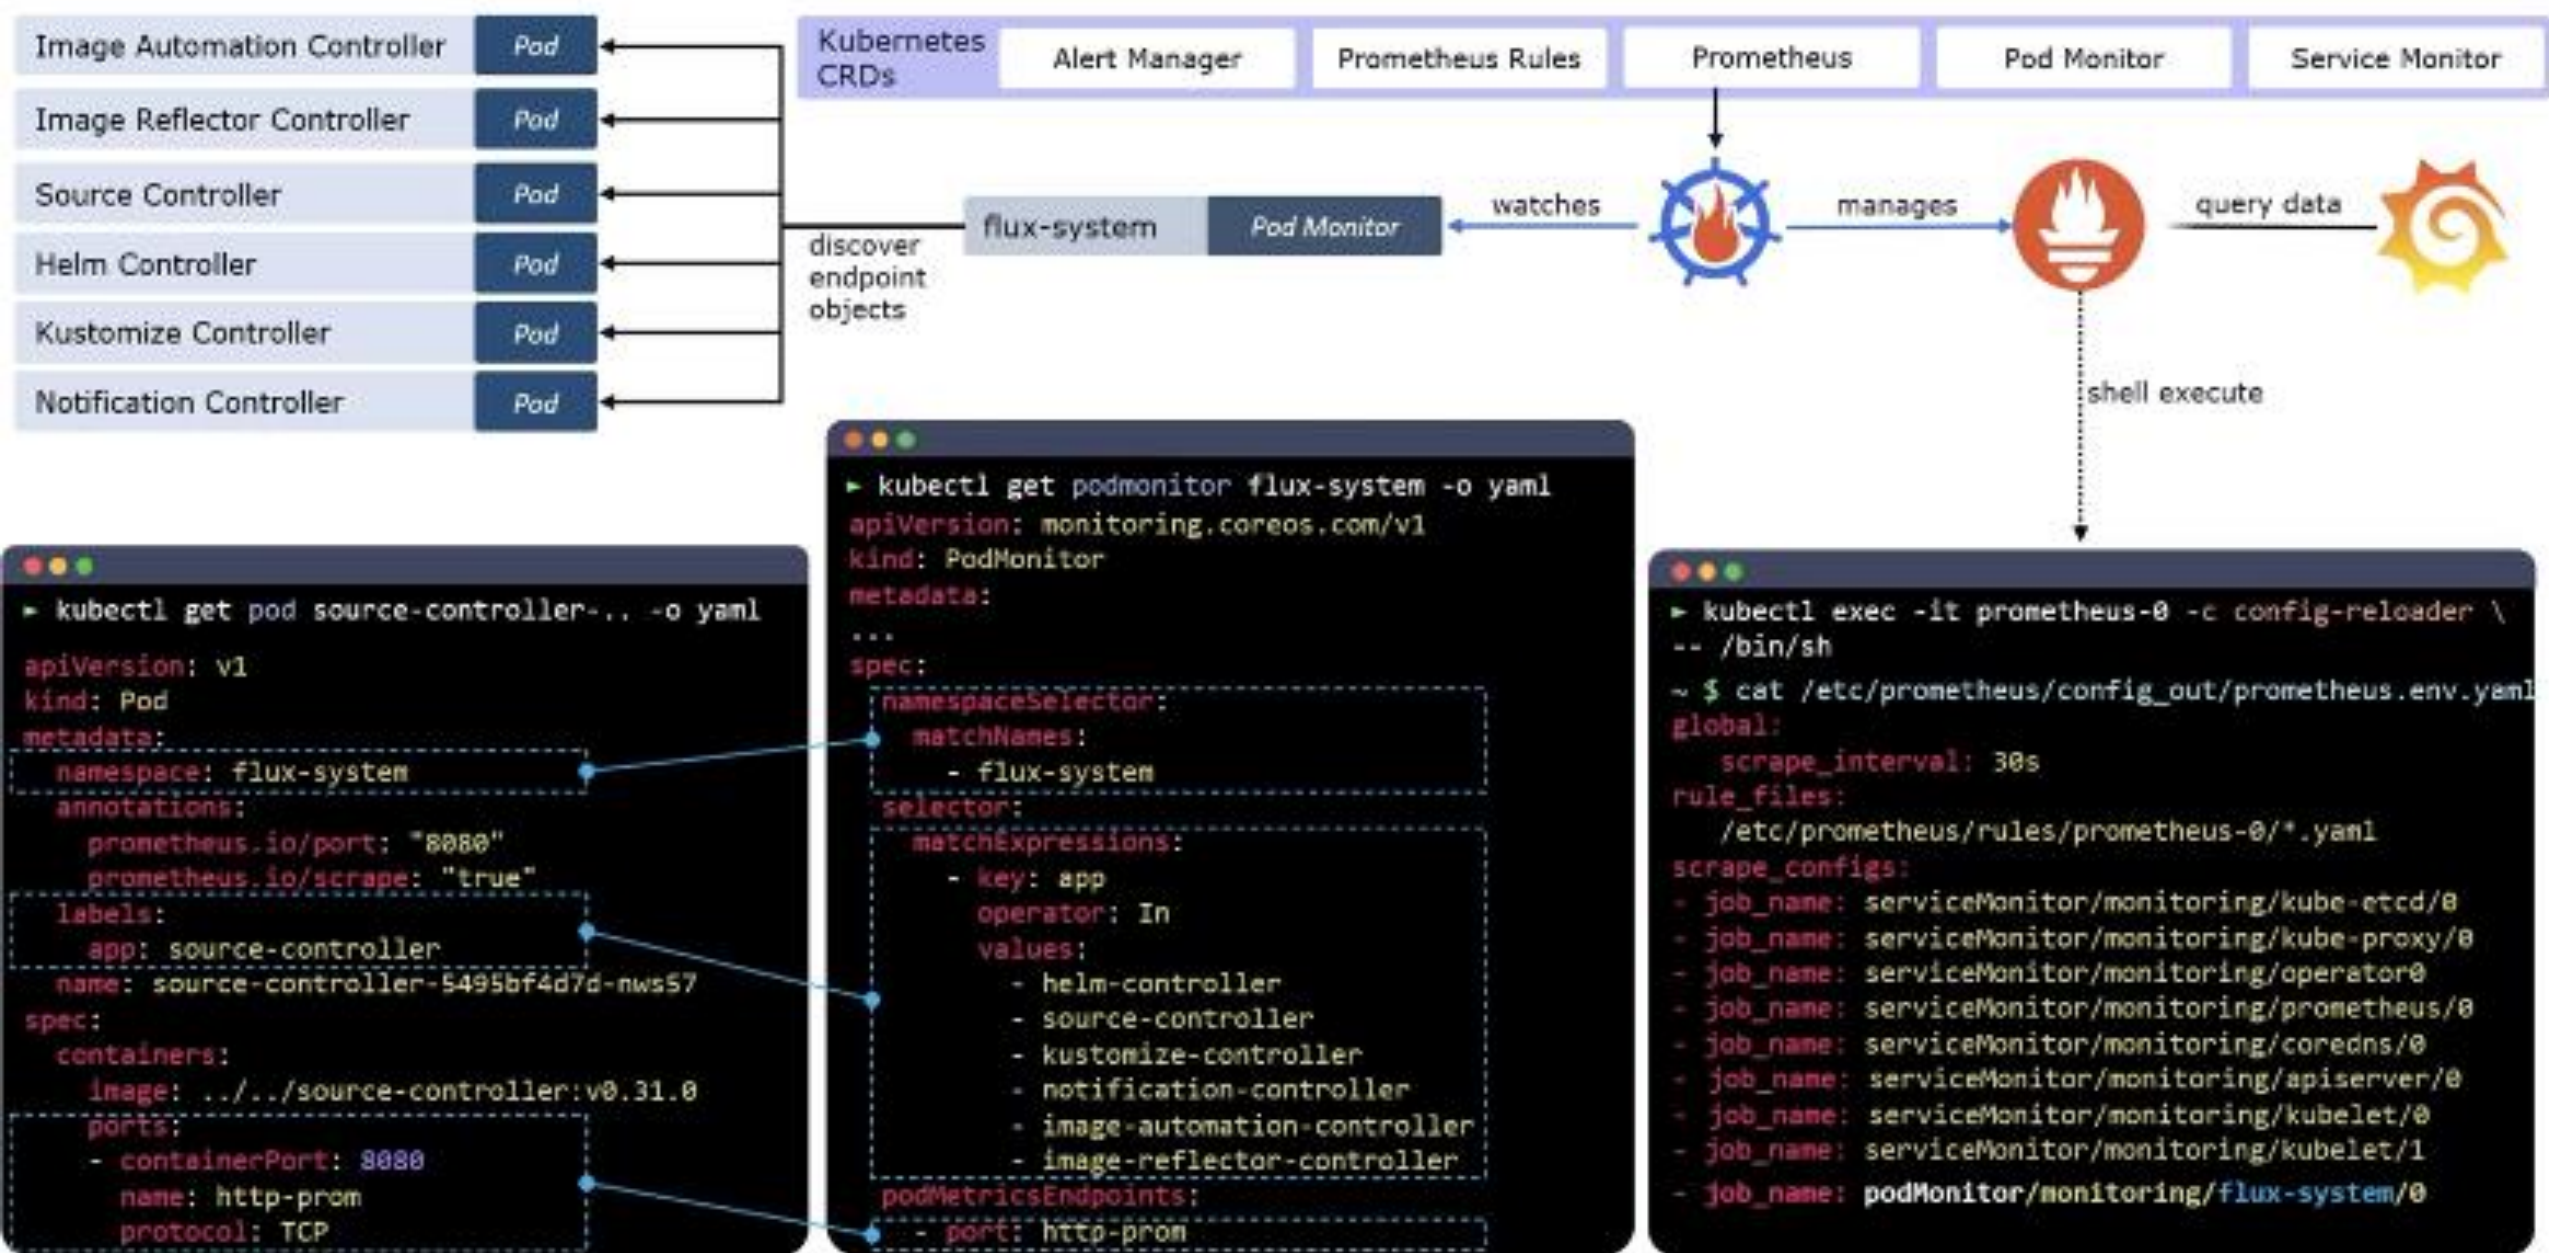 Image Automation Controller Pod
Image Reflector Controller Pod
Source Controller Pod
Helm Controller Pod
Kustomize Controller Pod
Notification Controller Pod
discover
endpoint
objects
Kubernetes
CRDs
Alert Manager
Prometheus Rules
Prometheus
Pod Monitor
Service Monitor
flux-system Pod Monitor
watches
manages
query data
shell execute
► kubectl get pod source-controller-.. -o yaml
apiVersion: v1
kind: Pod
metadata:
namespace: flux-system
annotations:
prometheus.io/port: "8080"
prometheus.io/scrape: "true"
labels:
app: source-controller
name: source-controller-5495bf4d7d-nws57
spec:
containers:
image: ../../source-controller:v0.31.0
ports:
- containerPort: 8080
name: http-prom
protocol: TCP
► kubectl get podmonitor flux-system -o yaml
apiVersion: monitoring.coreos.com/v1
kind: PodMonitor
metadata:
...
spec:
namespaceSelector:
matchNames:
- flux-system
selector:
matchExpressions:
- key: app
operator: In
values:
- helm-controller
- source-controller
- kustomize-controller
- notification-controller
- image-automation-controller
- image-reflector-controller
podMetricsEndpoints:
- port: http-prom
► kubectl exec -it prometheus-0 -c config-reloader \
-- /bin/sh
~ $ cat /etc/prometheus/config_out/prometheus.env.yaml
global:
scrape_interval: 30s
rule_files:
/etc/prometheus/rules/prometheus-0/*.yaml
scrape_configs:
- job_name: serviceMonitor/monitoring/kube-etcd/0
- job_name: serviceMonitor/monitoring/kube-proxy/0
- job_name: serviceMonitor/monitoring/operator0
- job_name: serviceMonitor/monitoring/prometheus/0
- job_name: serviceMonitor/monitoring/coredns/0
- job_name: serviceMonitor/monitoring/apiserver/0
- job_name: serviceMonitor/monitoring/kubelet/0
- job_name: serviceMonitor/monitoring/kubelet/1
- job_name: podMonitor/monitoring/flux-system/0